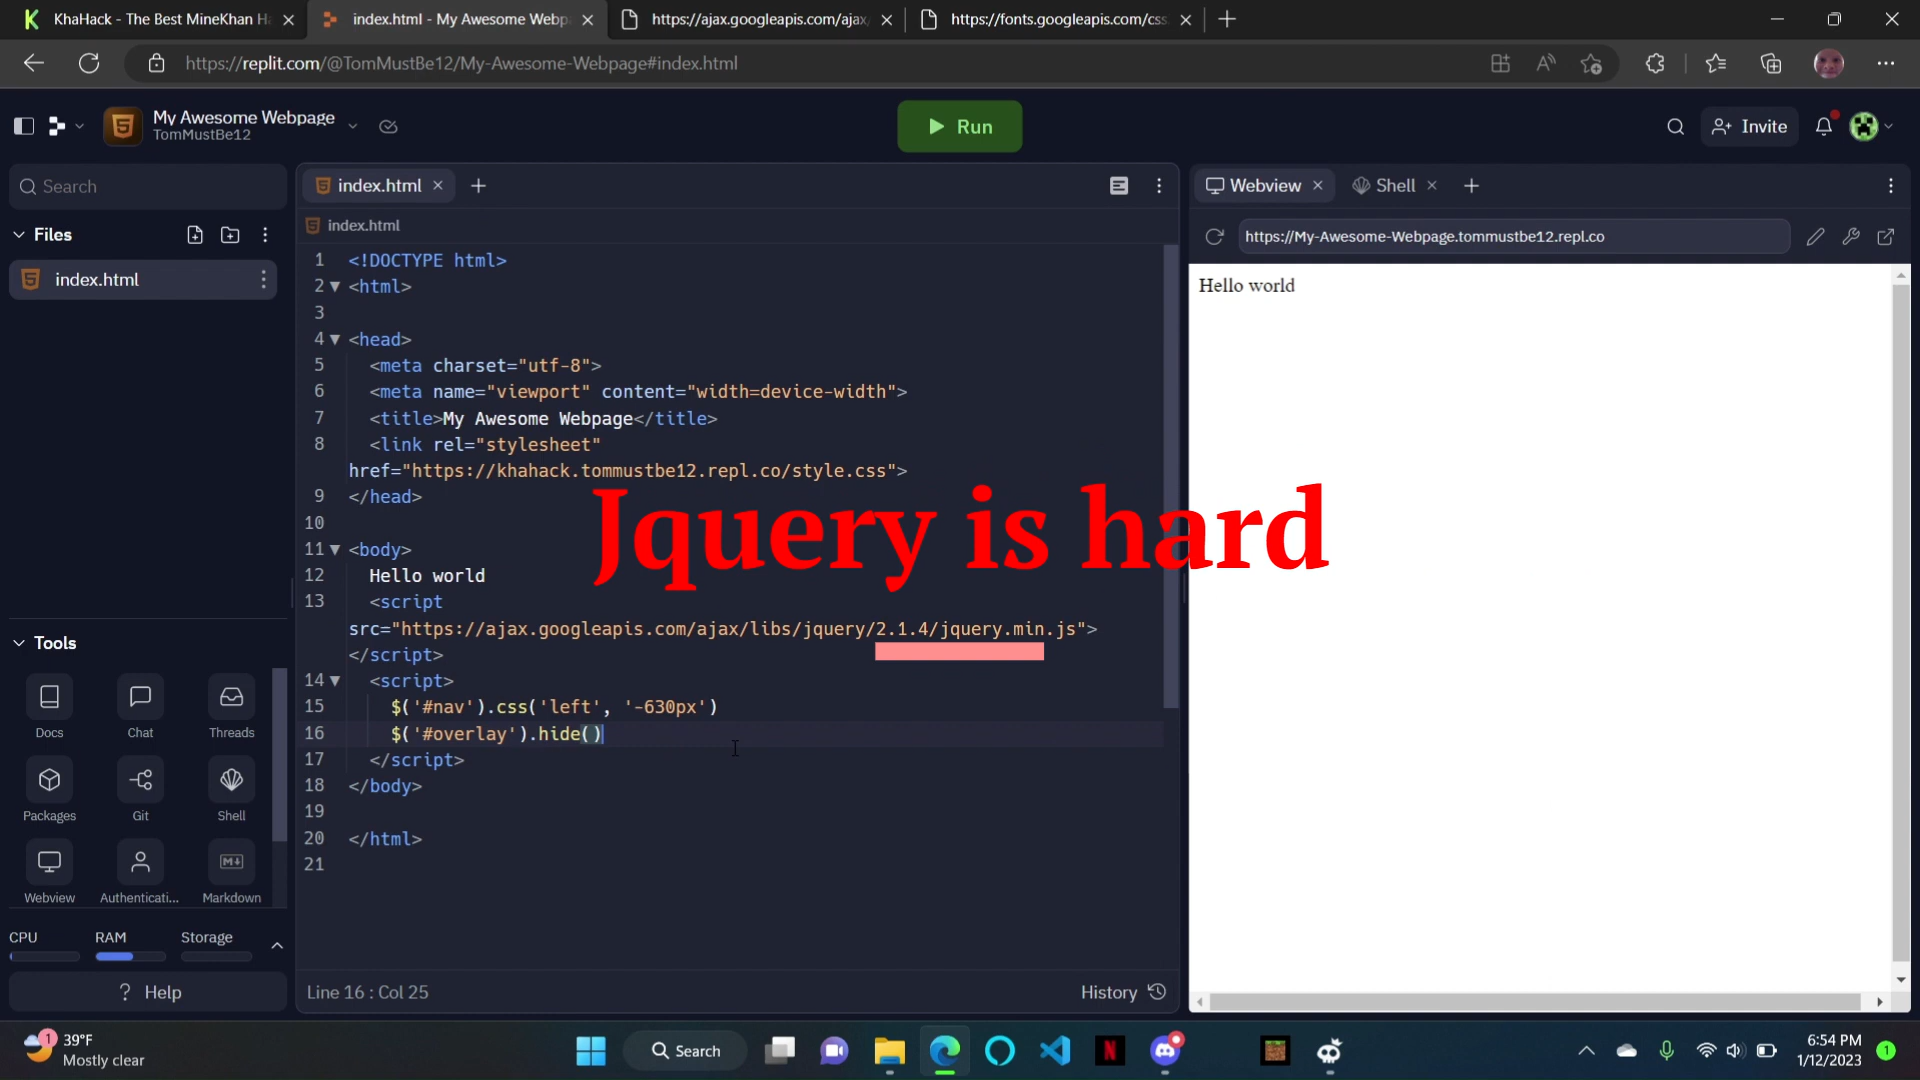 KhaHack - The Best MineKhan Ha
index.html - My Awesome Webp
https://ajax.googleapis.com/ajax/
https://fonts.googleapis.com/css
https://replit.com/@TomMustBe12/My-Awesome-Webpage#index.html
My Awesome Webpage
TomMustBe12
Run
Invite
Search
Files
index.html
index.html
index.html
1 <!DOCTYPE html>
2 <html>
3
4 <head>
5 <meta charset="utf-8">
6 <meta name="viewport" content="width=device-width">
7 <title>My Awesome Webpage</title>
8 <link rel="stylesheet"
href="https://khahack.tommustbe12.repl.co/style.css">
9 </head>
10
11 <body>
12 Hello world
13 <script
src="https://ajax.googleapis.com/ajax/libs/jquery/2.1.4/jquery.min.js">
</script>
14 <script>
15 $('#nav').css('left', '-630px')
16 $('#overlay').hide()
17 </script>
18 </body>
19
20 </html>
21
Jquery is hard
Line 16 : Col 25
History
Webview
Shell
https://My-Awesome-Webpage.tommustbe12.repl.co
Hello world
Tools
Docs
Chat
Threads
Packages
Git
Shell
Webview
Authenticati...
Markdown
CPU
RAM
Storage
? Help
1
39°F
Mostly clear
Search
6:54 PM
1/12/2023
1